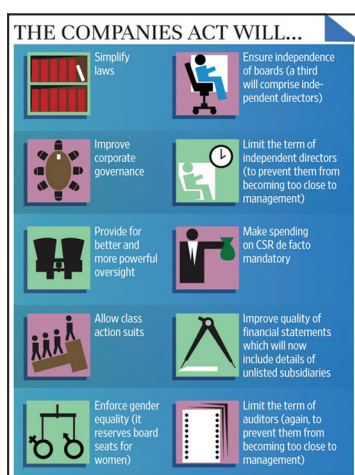 THE COMPANIES ACT WILL...
Simplify
laws
Ensure independence
of boards (a third
will comprise inde-
pendent directors)
Improve
corporate
governance
Limit the term of
independent directors
(to prevent them from
becoming too close to
management)
Provide for
better and
more powerful
oversight
Make spending
on CSR de facto
mandatory
Allow class
action suits
Improve quality of
financial statements
which will now
include details of
unlisted subsidiaries
Enforce gender
equality (it
reserves board
seats for
women)
Limit the term of
auditors (again, to
prevent them from
becoming too close to
management)